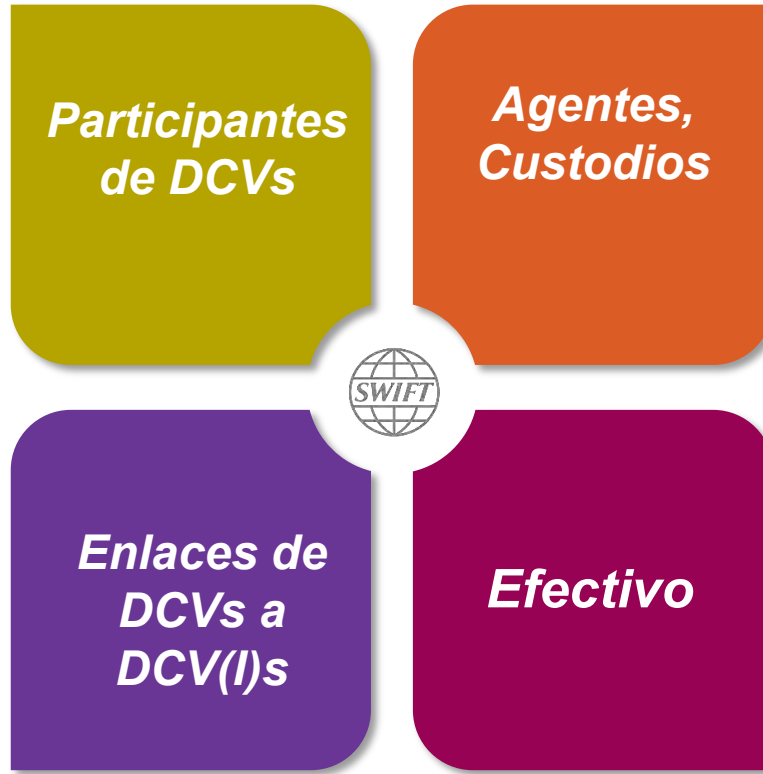 Participantes
de DCVs
Agentes,
Custodios
SWIFT
Enlaces de
DCVs a
DCV(I)s
Efectivo